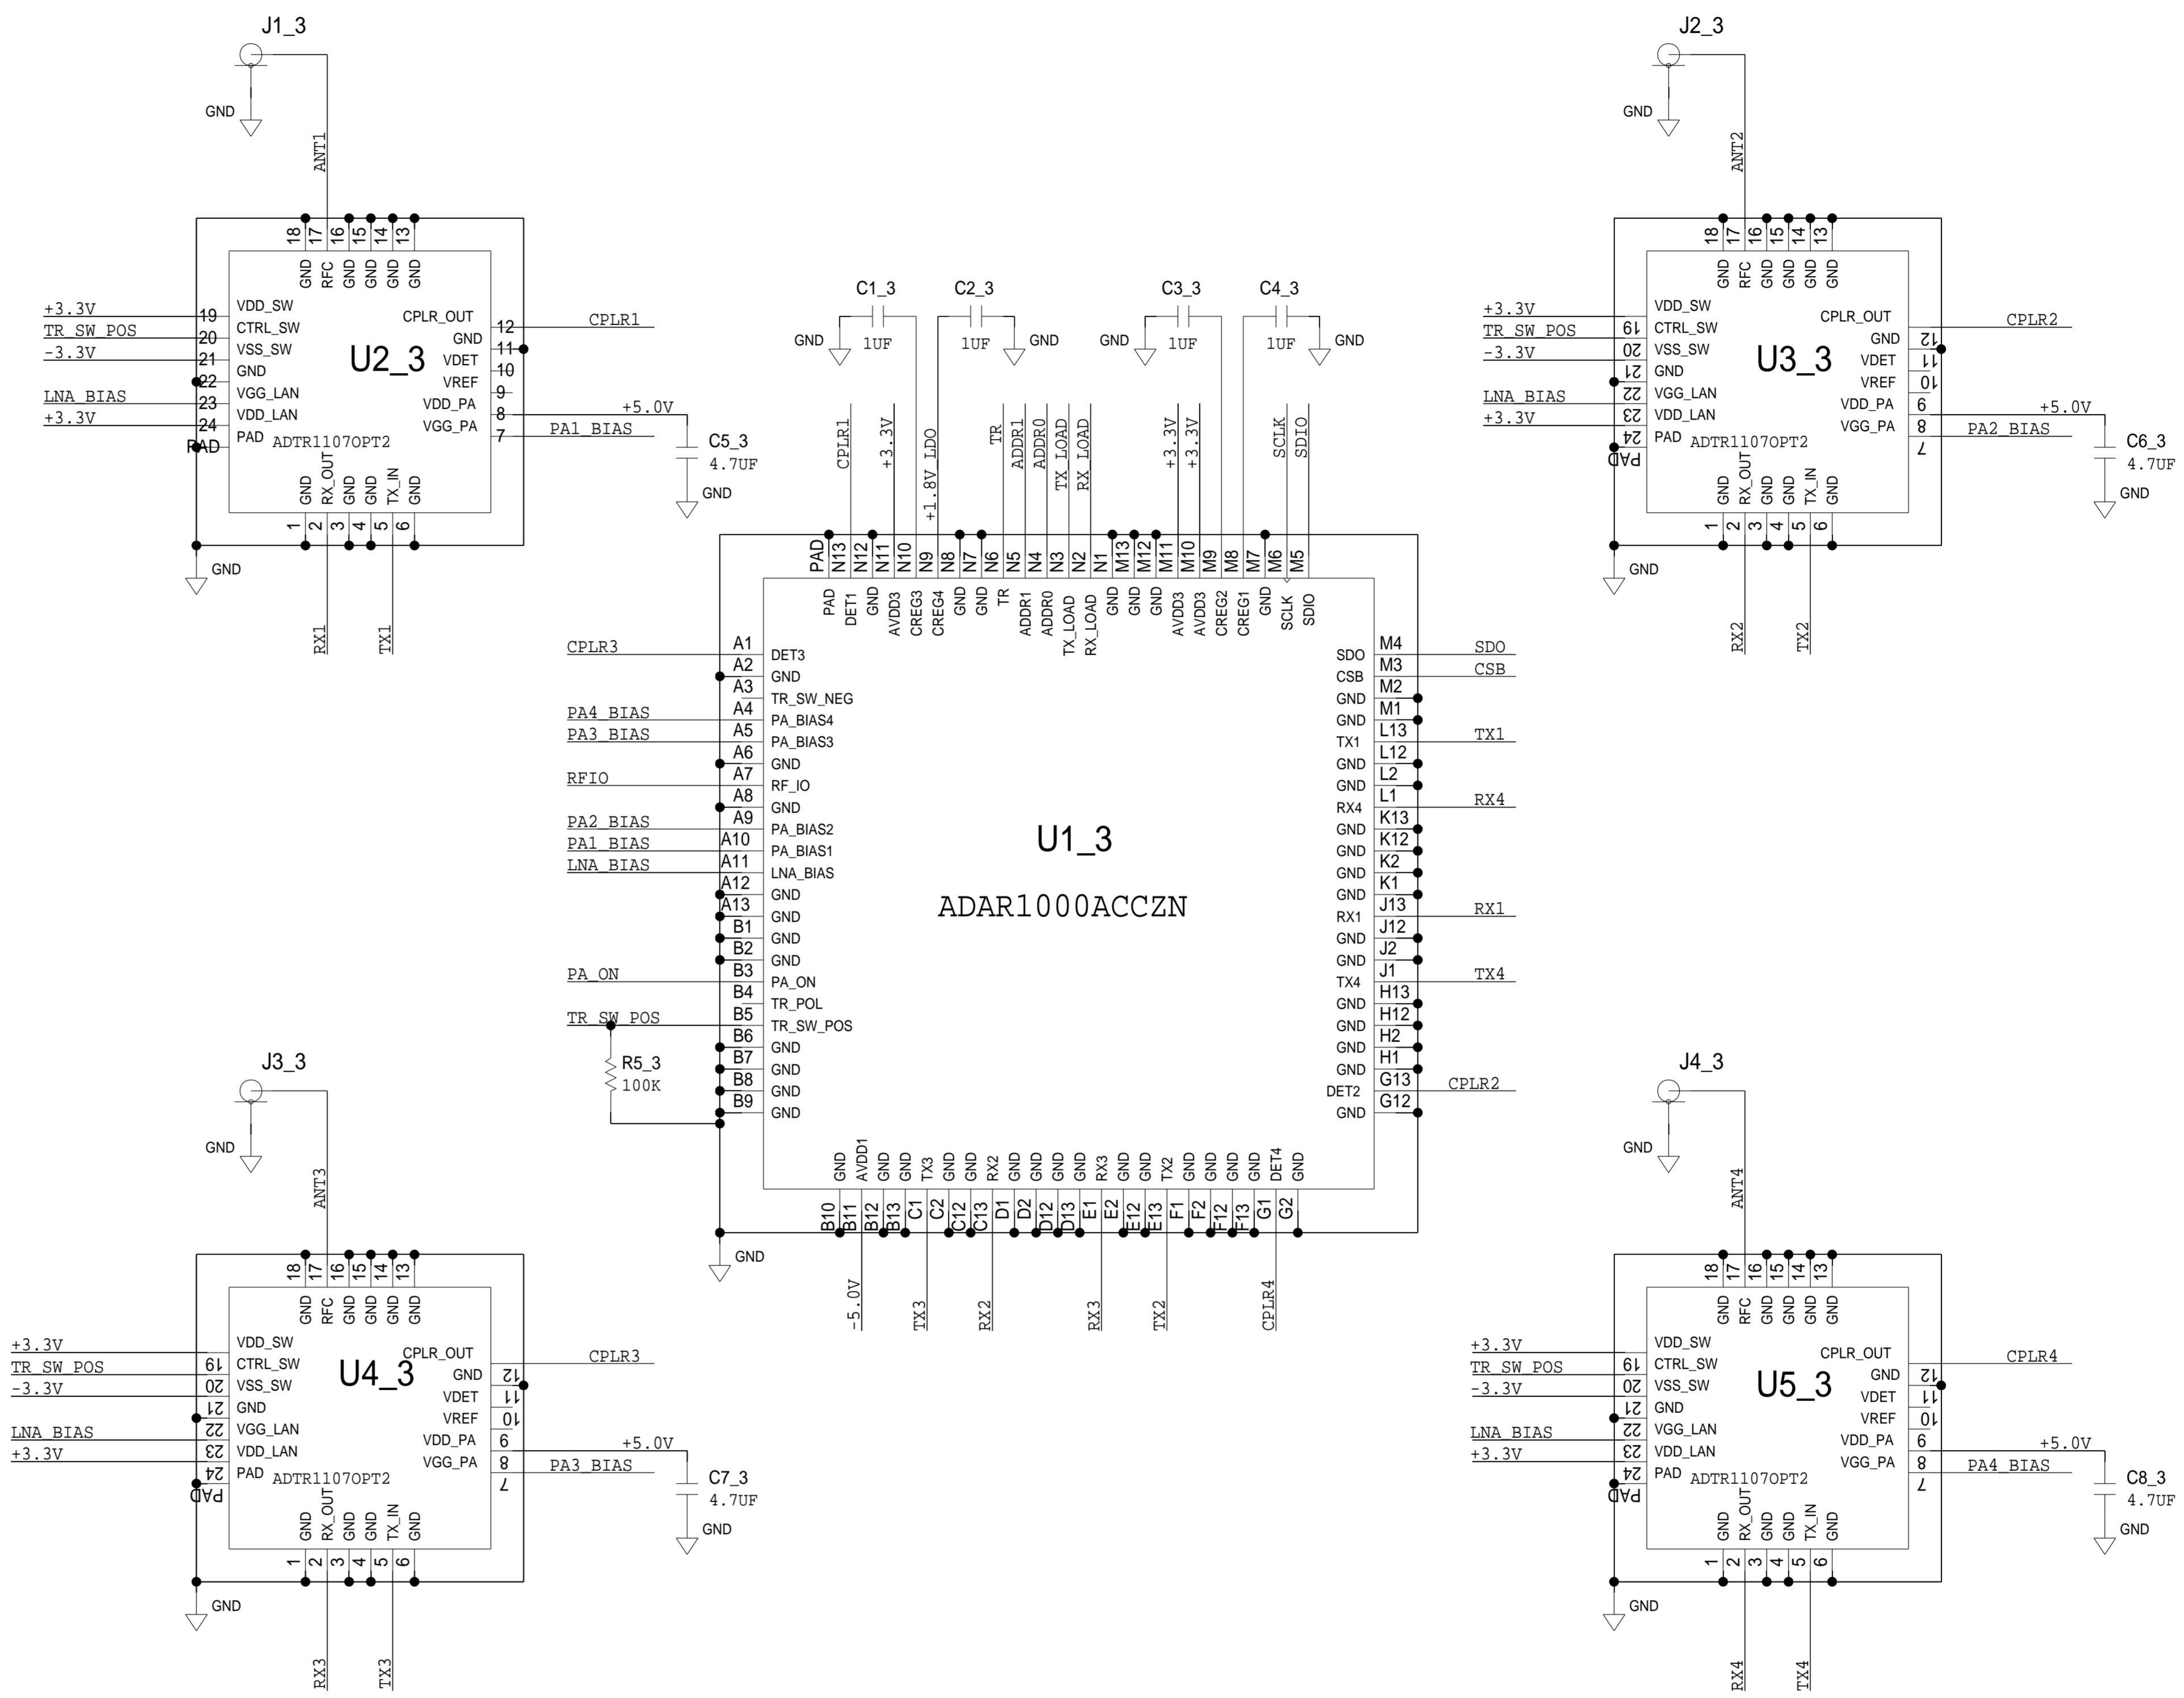 J1_3
GND
ANT1
18 17 16 15 14 13
GND RFC GND GND GND GND
+3.3V 19 VDD_SW
TR_SW_POS 20 CTRL_SW
-3.3V 21 VSS_SW
22 GND
LNA_BIAS 23 VGG_LAN
+3.3V 24 VDD_LAN
PAD PAD
U2_3
ADTR1107OPT2
CPLR_OUT 12 CPLR1
GND 11
VDET 10
VREF 9
VDD_PA 8 +5.0V
VGG_PA 7 PA1_BIAS
C5_3
4.7UF
GND
GND RX_OUT GND GND TX_IN GND
1 2 3 4 5 6
GND
RX1 TX1
J2_3
GND
ANT2
18 17 16 15 14 13
GND RFC GND GND GND GND
+3.3V VDD_SW
TR_SW_POS 19 CTRL_SW
-3.3V 20 VSS_SW
21 GND
LNA_BIAS 22 VGG_LAN
+3.3V 23 VDD_LAN
24 PAD
PAD
U3_3
ADTR1107OPT2
CPLR_OUT CPLR2
GND 12
VDET 11
VREF 10
VDD_PA 9 +5.0V
VGG_PA 8 PA2_BIAS
7
C6_3
4.7UF
GND
GND RX_OUT GND GND TX_IN GND
1 2 3 4 5 6
GND
RX2 TX2
C1_3 C2_3 C3_3 C4_3
GND 1UF 1UF GND GND 1UF 1UF GND
CPLR1 +3.3V +1.8V LDO TR ADDR1 ADDR0 TX_LOAD RX_LOAD +3.3V +3.3V SCLK SDIO
PAD N13 N12 N11 N10 N9 N8 N7 N6 N5 N4 N3 N2 N1 M13 M12 M11 M10 M9 M8 M7 M6 M5
PAD DET1 GND AVDD3 CREG3 CREG4 GND GND TR ADDR1 ADDR0 TX_LOAD RX_LOAD GND GND GND AVDD3 AVDD3 CREG2 CREG1 GND SCLK SDIO
CPLR3 A1 DET3
A2 GND
A3 TR_SW_NEG
PA4_BIAS A4 PA_BIAS4
PA3_BIAS A5 PA_BIAS3
A6 GND
RFIO A7 RF_IO
A8 GND
PA2_BIAS A9 PA_BIAS2
PA1_BIAS A10 PA_BIAS1
LNA_BIAS A11 LNA_BIAS
A12 GND
A13 GND
B1 GND
B2 GND
PA_ON B3 PA_ON
B4 TR_POL
TR_SW_POS B5 TR_SW_POS
B6 GND
B7 GND
B8 GND
B9 GND
R5_3
100K
U1_3
ADAR1000ACCZN
SDO M4 SDO
CSB M3 CSB
GND M2
GND M1
TX1 L13 TX1
GND L12
GND L2
RX4 L1 RX4
GND K13
GND K12
GND K2
GND K1
RX1 J13 RX1
GND J12
GND J2
TX4 J1 TX4
GND H13
GND H12
GND H2
GND H1
DET2 G13 CPLR2
GND G12
GND AVDD1 GND GND TX3 GND GND RX2 GND GND GND GND RX3 GND GND TX2 GND GND GND GND DET4 GND
B10 B11 B12 B13 C1 C2 C12 C13 D1 D2 D12 D13 E1 E2 E12 E13 F1 F2 F12 F13 G1 G2
GND
-5.0V TX3 RX2 RX3 TX2 CPLR4
J3_3
GND
ANT3
18 17 16 15 14 13
GND RFC GND GND GND GND
+3.3V VDD_SW
TR_SW_POS 19 CTRL_SW
-3.3V 20 VSS_SW
21 GND
LNA_BIAS 22 VGG_LAN
+3.3V 23 VDD_LAN
24 PAD
PAD
U4_3
ADTR1107OPT2
CPLR_OUT CPLR3
GND 12
VDET 11
VREF 10
VDD_PA 9 +5.0V
VGG_PA 8 PA3_BIAS
7
C7_3
4.7UF
GND
GND RX_OUT GND GND TX_IN GND
1 2 3 4 5 6
GND
RX3 TX3
J4_3
GND
ANT4
18 17 16 15 14 13
GND RFC GND GND GND GND
+3.3V VDD_SW
TR_SW_POS 19 CTRL_SW
-3.3V 20 VSS_SW
21 GND
LNA_BIAS 22 VGG_LAN
+3.3V 23 VDD_LAN
24 PAD
PAD
U5_3
ADTR1107OPT2
CPLR_OUT CPLR4
GND 12
VDET 11
VREF 10
VDD_PA 9 +5.0V
VGG_PA 8 PA4_BIAS
7
C8_3
4.7UF
GND
GND RX_OUT GND GND TX_IN GND
1 2 3 4 5 6
GND
RX4 TX4